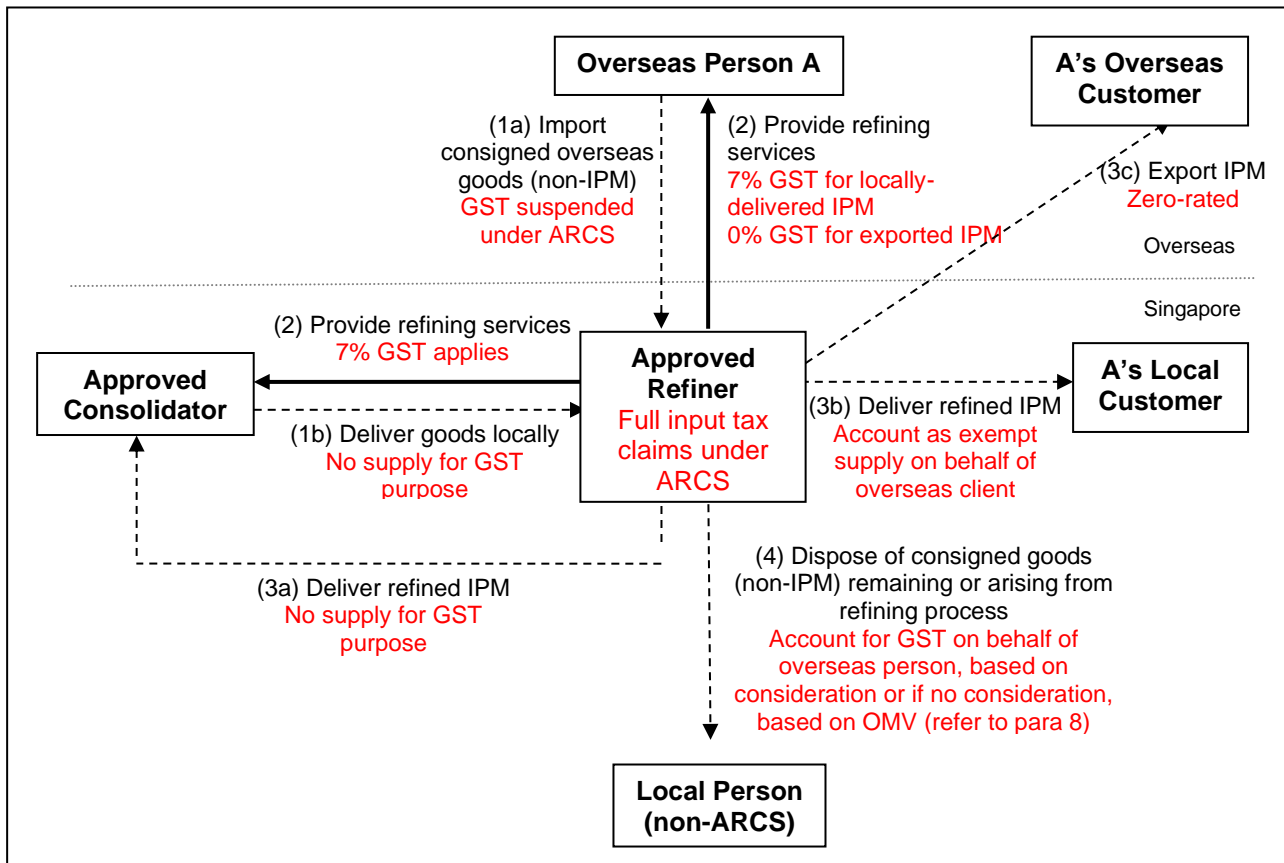 Overseas Person A
A's Overseas
Customer
(1a) Import
consigned overseas
goods (non-IPM)
GST suspended
under ARCS
(2) Provide refining
services
7% GST for locally-
delivered IPM
0% GST for exported IPM
(3c) Export IPM
Zero-rated
Overseas
Singapore
(2) Provide refining services
7% GST applies
Approved
Consolidator
(1b) Deliver goods locally
No supply for GST
purpose
Approved
Refiner
Full input tax
claims under
ARCS
A's Local
Customer
(3b) Deliver refined IPM
Account as exempt
supply on behalf of
overseas client
(3a) Deliver refined IPM
No supply for GST
purpose
(4) Dispose of consigned goods
(non-IPM) remaining or arising from
refining process
Account for GST on behalf of
overseas person, based on
consideration or if no consideration,
based on OMV (refer to para 8)
Local Person
(non-ARCS)